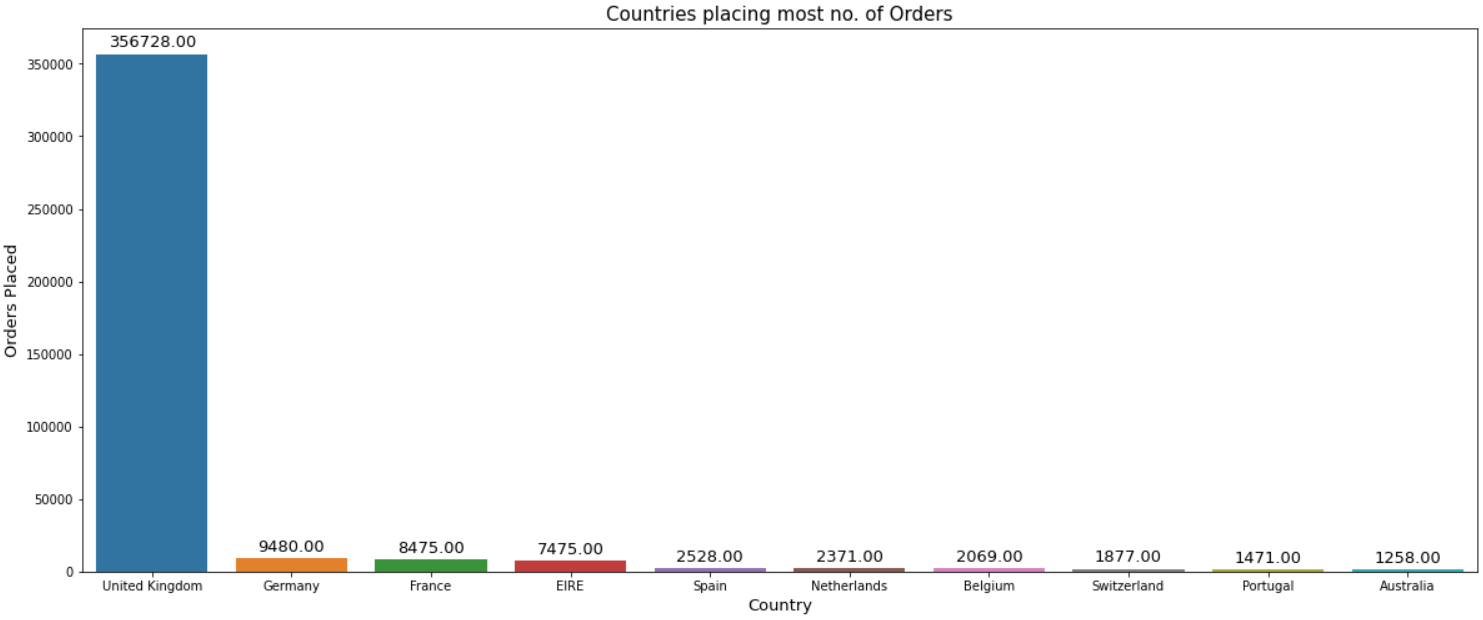 Countries placing most no. of Orders
356728.00
350000
300000
250000
200000
150000
100000
50000
0
Orders Placed
9480.00
8475.00
7475.00
2528.00
2371.00
2069.00
1877.00
1471.00
1258.00
United Kingdom
Germany
France
EIRE
Spain
Netherlands
Belgium
Switzerland
Portugal
Australia
Country